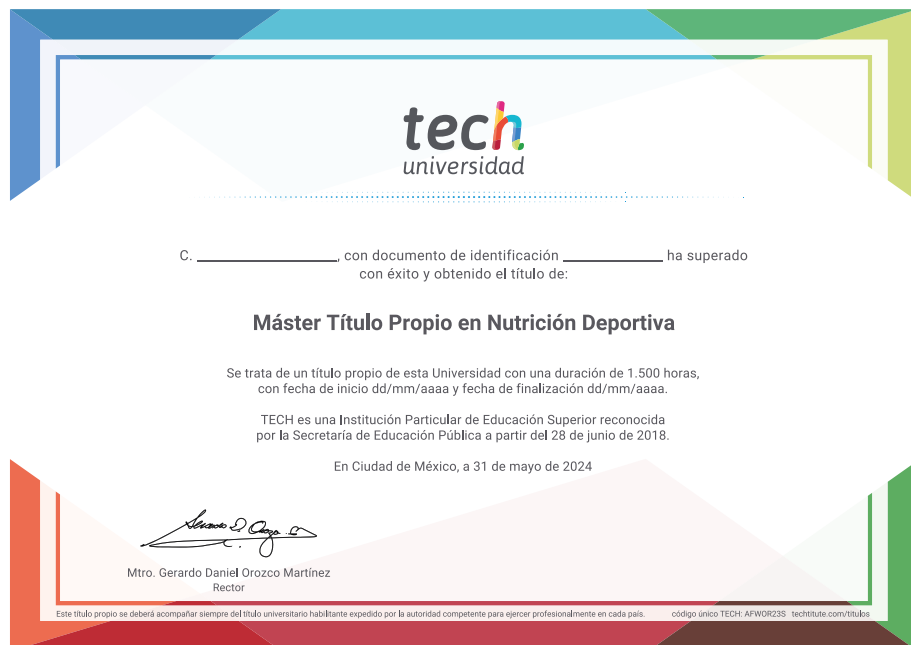 tech
universidad
C. ____________________, con documento de identificación ______________ ha superado
con éxito y obtenido el título de:
Máster Título Propio en Nutrición Deportiva
Se trata de un título propio de esta Universidad con una duración de 1.500 horas,
con fecha de inicio dd/mm/aaaa y fecha de finalización dd/mm/aaaa.
TECH es una Institución Particular de Educación Superior reconocida
por la Secretaría de Educación Pública a partir del 28 de junio de 2018.
En Ciudad de México, a 31 de mayo de 2024
Mtro. Gerardo Daniel Orozco Martínez
Rector
Este título propio se deberá acompañar siempre del título universitario habilitante expedido por la autoridad competente para ejercer profesionalmente en cada país. código único TECH: AFWOR23S techtitute.com/titulos